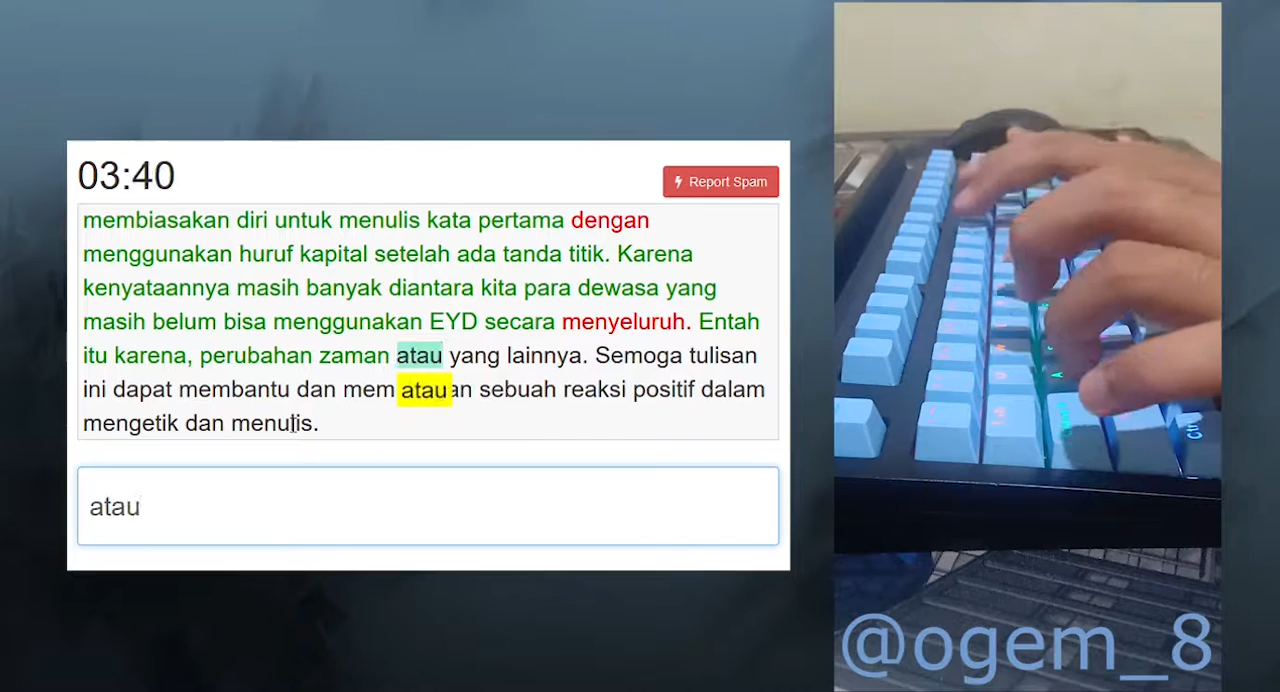 03:40
Report Spam
membiasakan diri untuk menulis kata pertama dengan
menggunakan huruf kapital setelah ada tanda titik. Karena
kenyataannya masih banyak diantara kita para dewasa yang
masih belum bisa menggunakan EYD secara menyeluruh. Entah
itu karena, perubahan zaman atau yang lainnya. Semoga tulisan
ini dapat membantu dan mem atau an sebuah reaksi positif dalam
mengetik dan menulis.
atau
A
Ctrl
@ogem_8